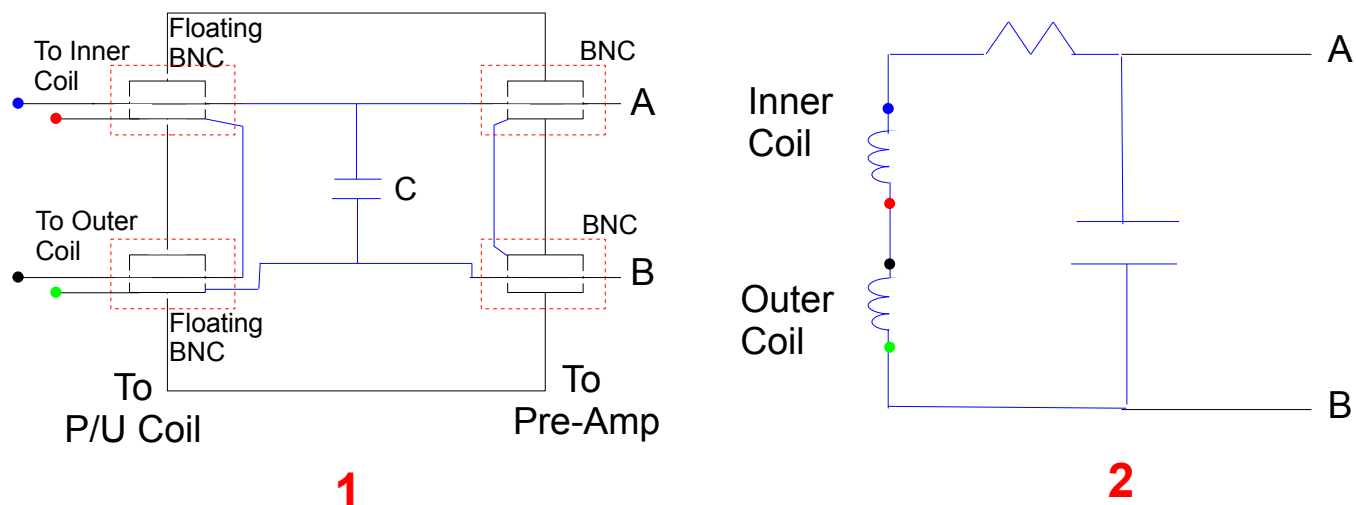 Floating
BNC
To Inner
Coil
BNC
A
C
To Outer
Coil
BNC
B
Floating
BNC
To
P/U Coil
To
Pre-Amp
1
A
Inner
Coil
Outer
Coil
B
2